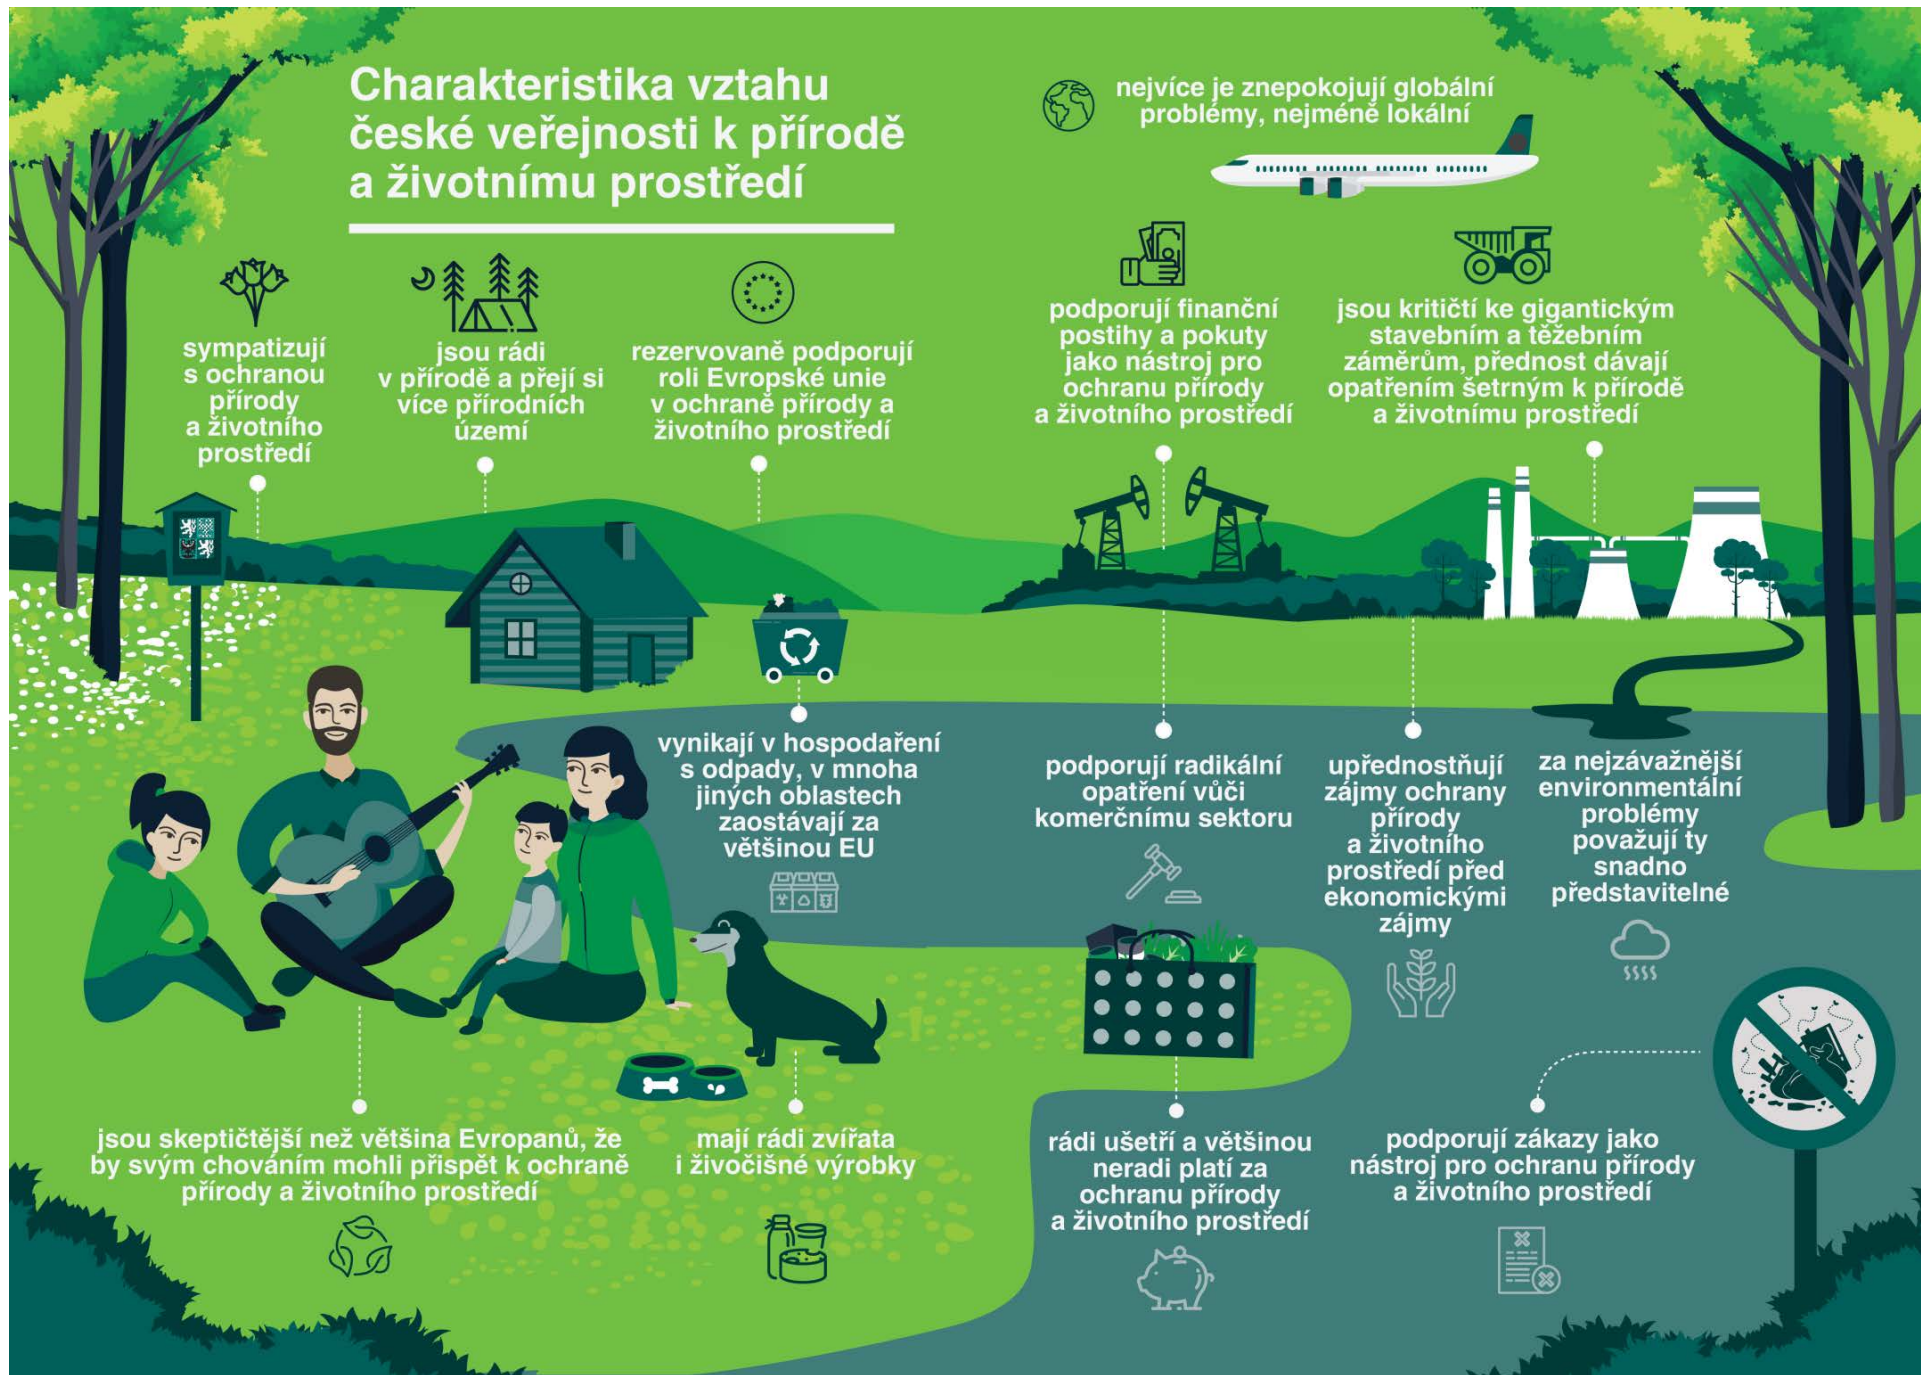 Charakteristika vztahu
české veřejnosti k přírodě
a životnímu prostředí
nejvíce je znepokojují globální
problémy, nejméně lokální
sympatizují
s ochranou
přírody
a životního
prostředí
jsou rádi
v přírodě a přejí si
více přírodních
území
rezervovaně podporují
roli Evropské unie
v ochraně přírody a
životního prostředí
podporují finanční
postihy a pokuty
jako nástroj pro
ochranu přírody
a životního prostředí
jsou kritičtí ke gigantickým
stavebním a těžebním
záměrům, přednost dávají
opatřením šetrným k přírodě
a životnímu prostředí
vynikají v hospodaření
s odpady, v mnoha
jiných oblastech
zaostávají za
většinou EU
podporují radikální
opatření vůči
komerčnímu sektoru
upřednostňují
zájmy ochrany
přírody
a životního
prostředí před
ekonomickými
zájmy
za nejzávažnější
environmentální
problémy
považují ty
snadno
představitelné
jsou skeptičtější než většina Evropanů, že
by svým chováním mohli přispět k ochraně
přírody a životního prostředí
mají rádi zvířata
i živočišné výrobky
rádi ušetří a většinou
neradi platí za
ochranu přírody
a životního prostředí
podporují zákazy jako
nástroj pro ochranu přírody
a životního prostředí